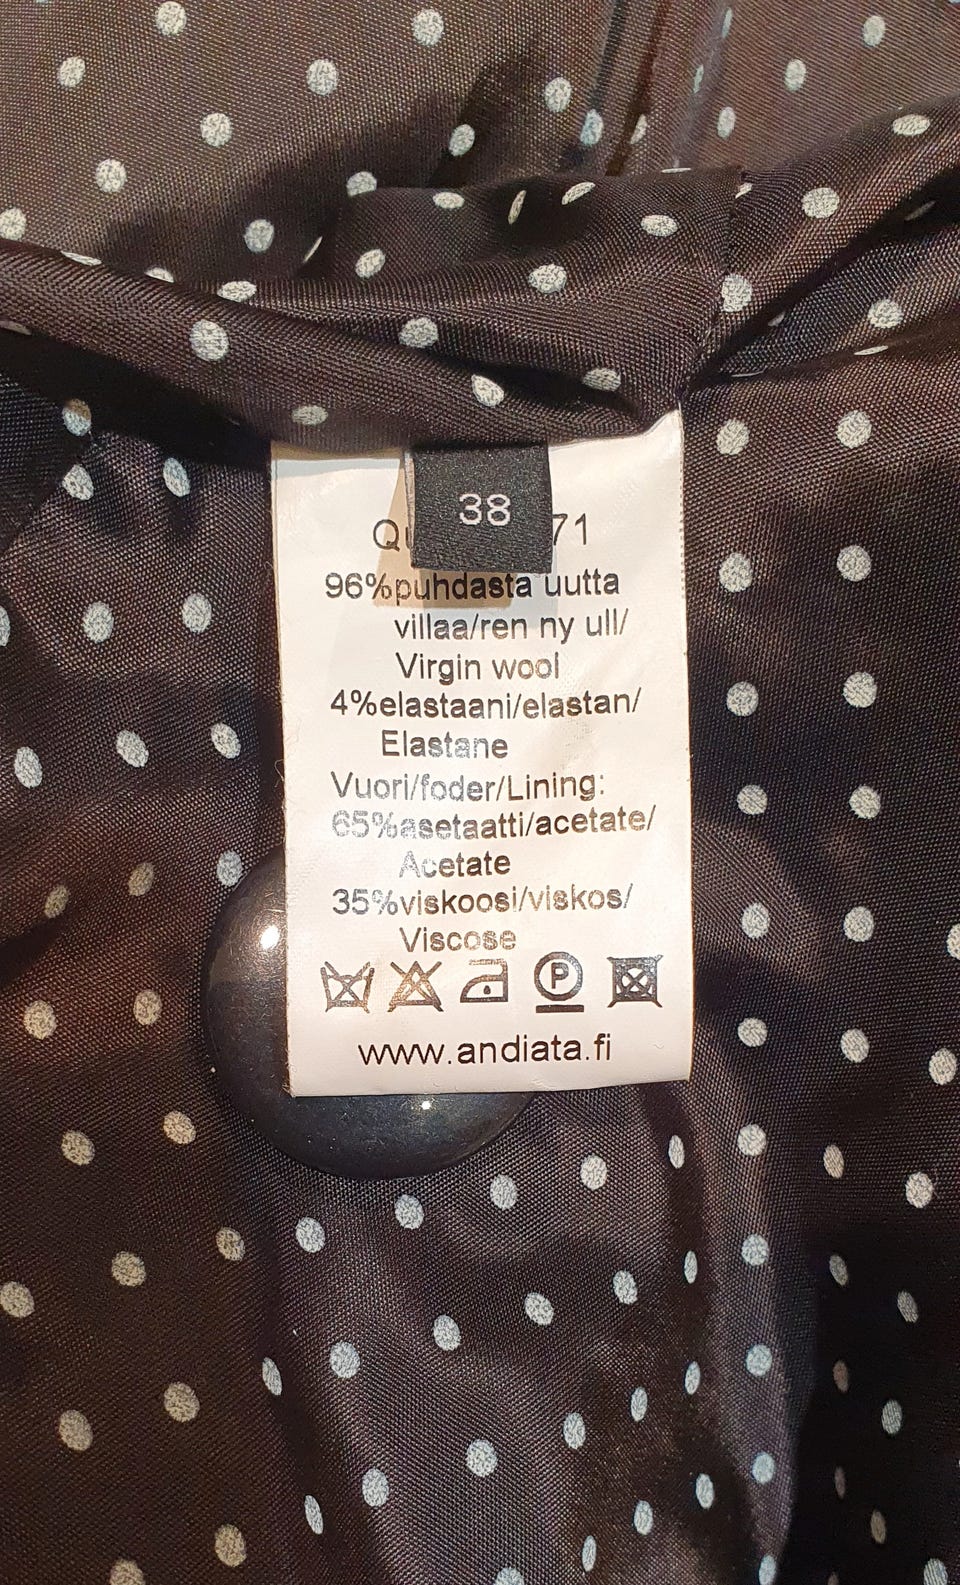 38
71
96%puhdasta uutta
villaa/ren ny ull/
Virgin wool
4%elastaani/elastan/
Elastane
Vuori/foder/Lining:
65%asetaatti/acetate/
Acetate
35%viskoosi/viskos/
Viscose
P
www.andiata.fi